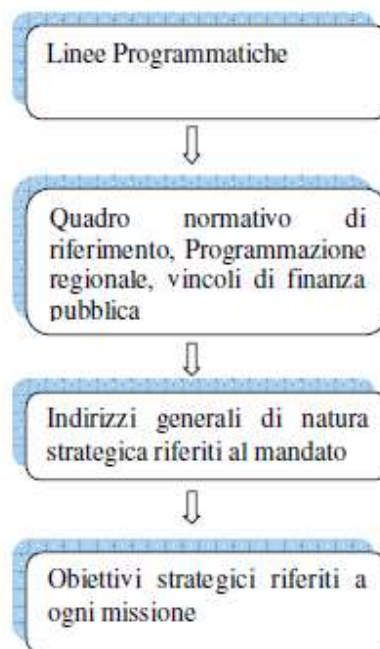 Linee Programmatiche
Quadro normativo di
riferimento, Programmazione
regionale, vincoli di finanza
pubblica
Indirizzi generali di natura
strategica riferiti al mandato
Obiettivi strategici riferiti a
ogni missione